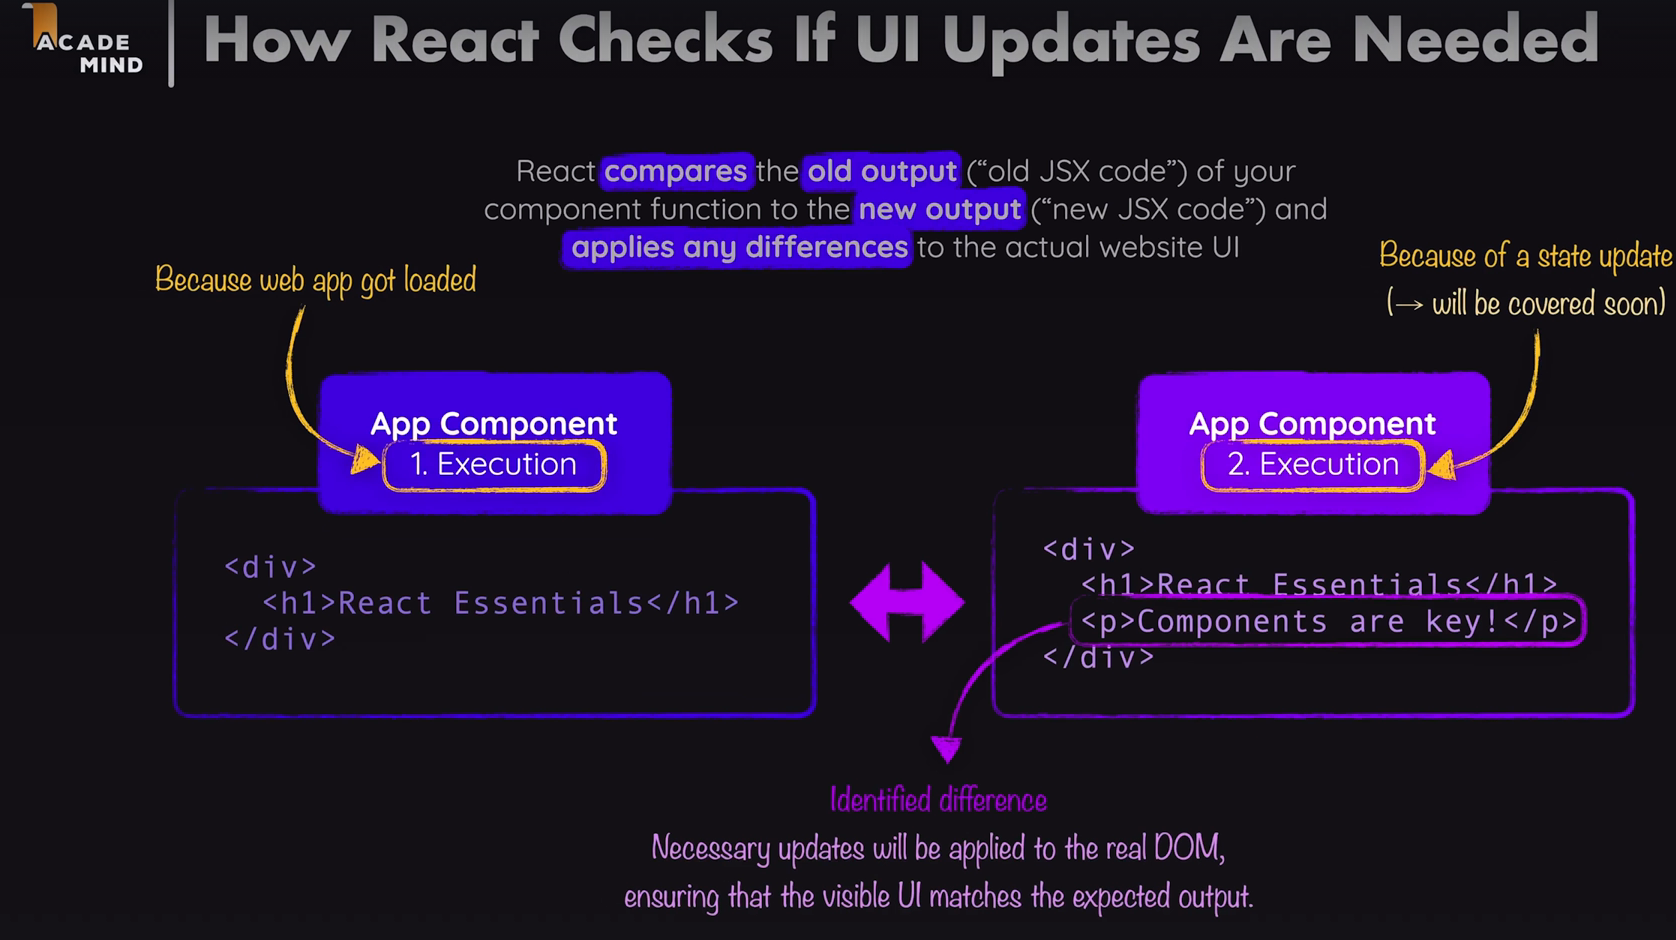 ACADE
MIND
How React Checks If UI Updates Are Needed
React compares the old output (“old JSX code”) of your
component function to the new output (“new JSX code”) and
applies any differences to the actual website UI
Because web app got loaded
Because of a state update
(→ will be covered soon)
App Component
1. Execution
<div>
  <h1>React Essentials</h1>
</div>
App Component
2. Execution
<div>
  <h1>React Essentials</h1>
  <p>Components are key!</p>
</div>
Identified difference
Necessary updates will be applied to the real DOM,
ensuring that the visible UI matches the expected output.